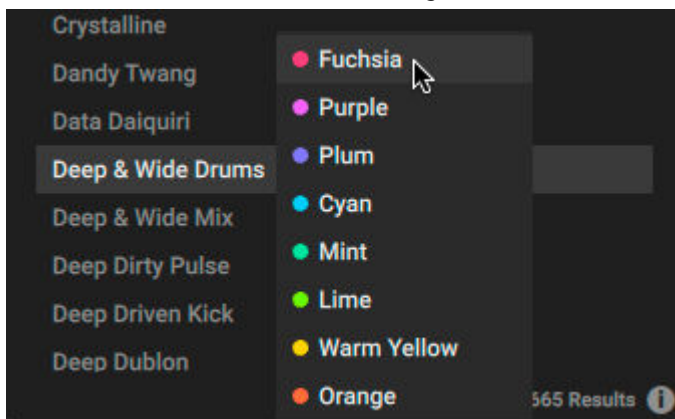 Crystalline
Dandy Twang
Data Daiquiri
Deep & Wide Drums
Deep & Wide Mix
Deep Dirty Pulse
Deep Driven Kick
Deep Dublon
Fuchsia
Purple
Plum
Cyan
Mint
Lime
Warm Yellow
Orange
665 Results